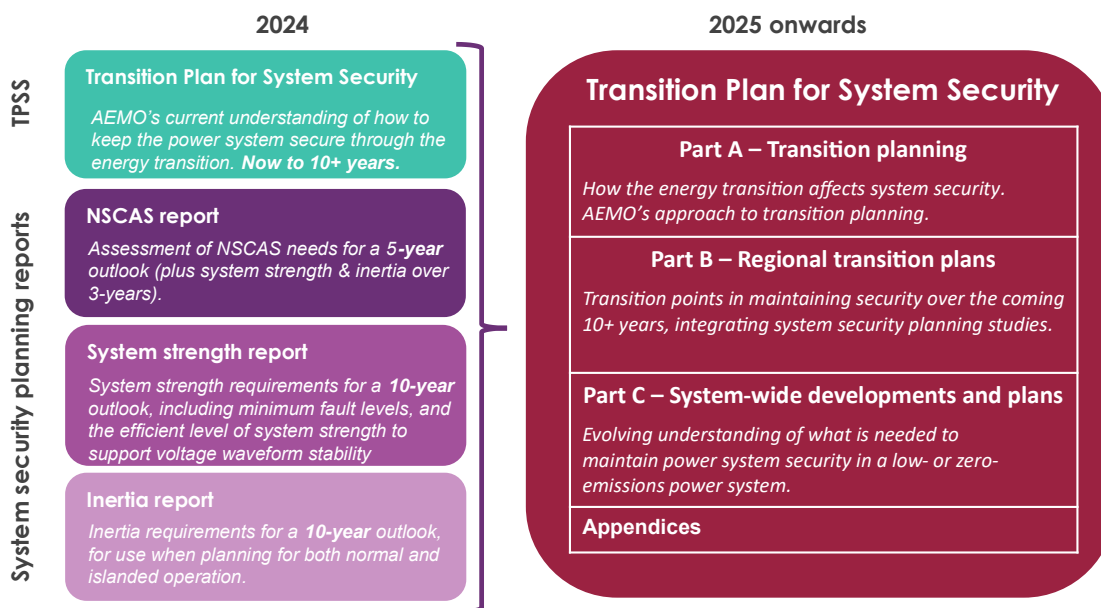 2024
2025 onwards
TPSS
System security planning reports
Transition Plan for System Security
AEMO's current understanding of how to
keep the power system secure through the
energy transition. Now to 10+ years.
NSCAS report
Assessment of NSCAS needs for a 5-year
outlook (plus system strength & inertia over
3-years).
System strength report
System strength requirements for a 10-year
outlook, including minimum fault levels, and
the efficient level of system strength to
support voltage waveform stability
Inertia report
Inertia requirements for a 10-year outlook,
for use when planning for both normal and
islanded operation.
Transition Plan for System Security
Part A – Transition planning
How the energy transition affects system security.
AEMO's approach to transition planning.
Part B – Regional transition plans
Transition points in maintaining security over the coming
10+ years, integrating system security planning studies.
Part C – System-wide developments and plans
Evolving understanding of what is needed to
maintain power system security in a low- or zero-
emissions power system.
Appendices